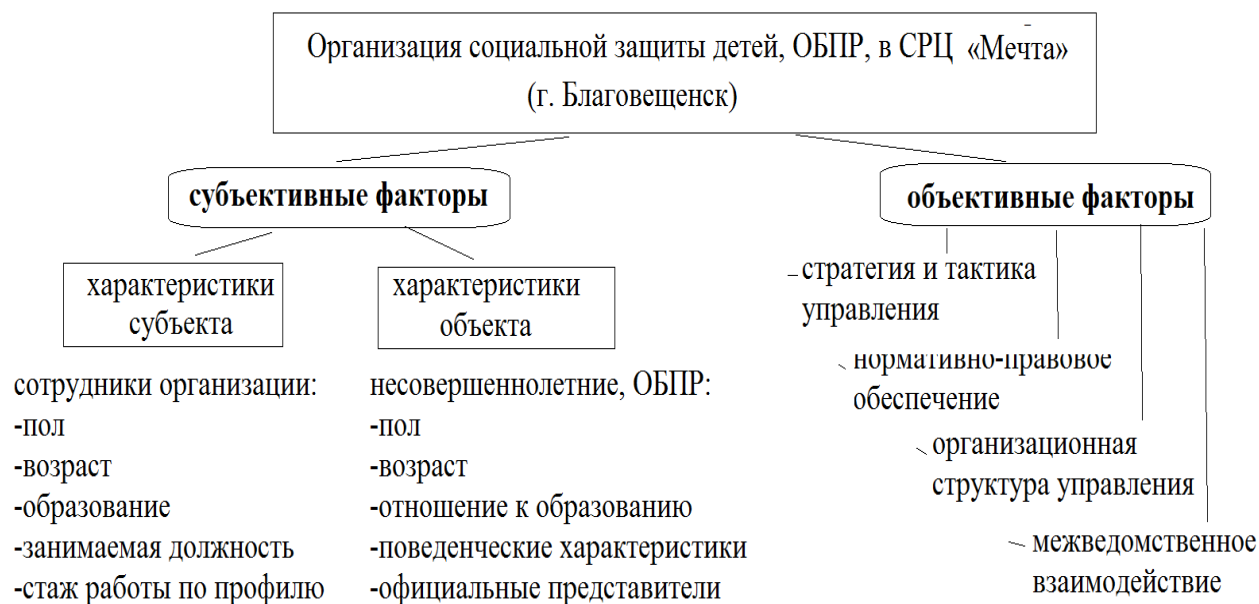 Организация социальной защиты детей, ОБПР, в СРЦ «Мечта»
(г. Благовещенск)
субъективные факторы
характеристики
субъекта
сотрудники организации:
-пол
-возраст
-образование
-занимаемая должность
-стаж работы по профилю
характеристики
объекта
несовершеннолетние, ОБПР:
-пол
-возраст
-отношение к образованию
-поведенческие характеристики
-официальные представители
объективные факторы
стратегия и тактика
управления
нормативно-правовое
обеспечение
организационная
структура управления
межведомственное
взаимодействие